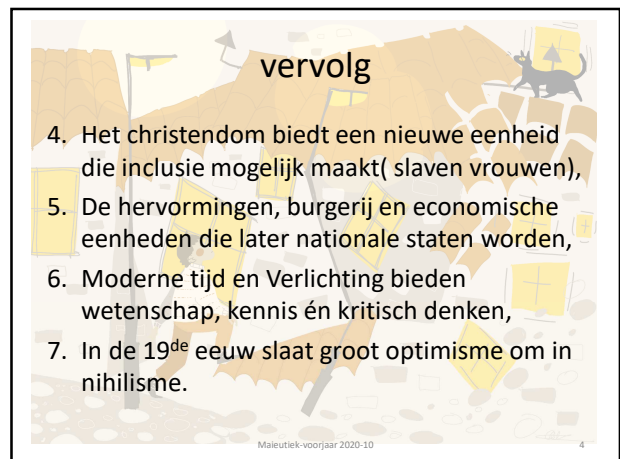 vervolg
4. Het christendom biedt een nieuwe eenheid
die inclusie mogelijk maakt( slaven vrouwen),
5. De hervormingen, burgerij en economische
eenheden die later nationale staten worden,
6. Moderne tijd en Verlichting bieden
wetenschap, kennis én kritisch denken,
7. In de 19de eeuw slaat groot optimisme om in
nihilisme.
Maieutiek-voorjaar 2020-10
4